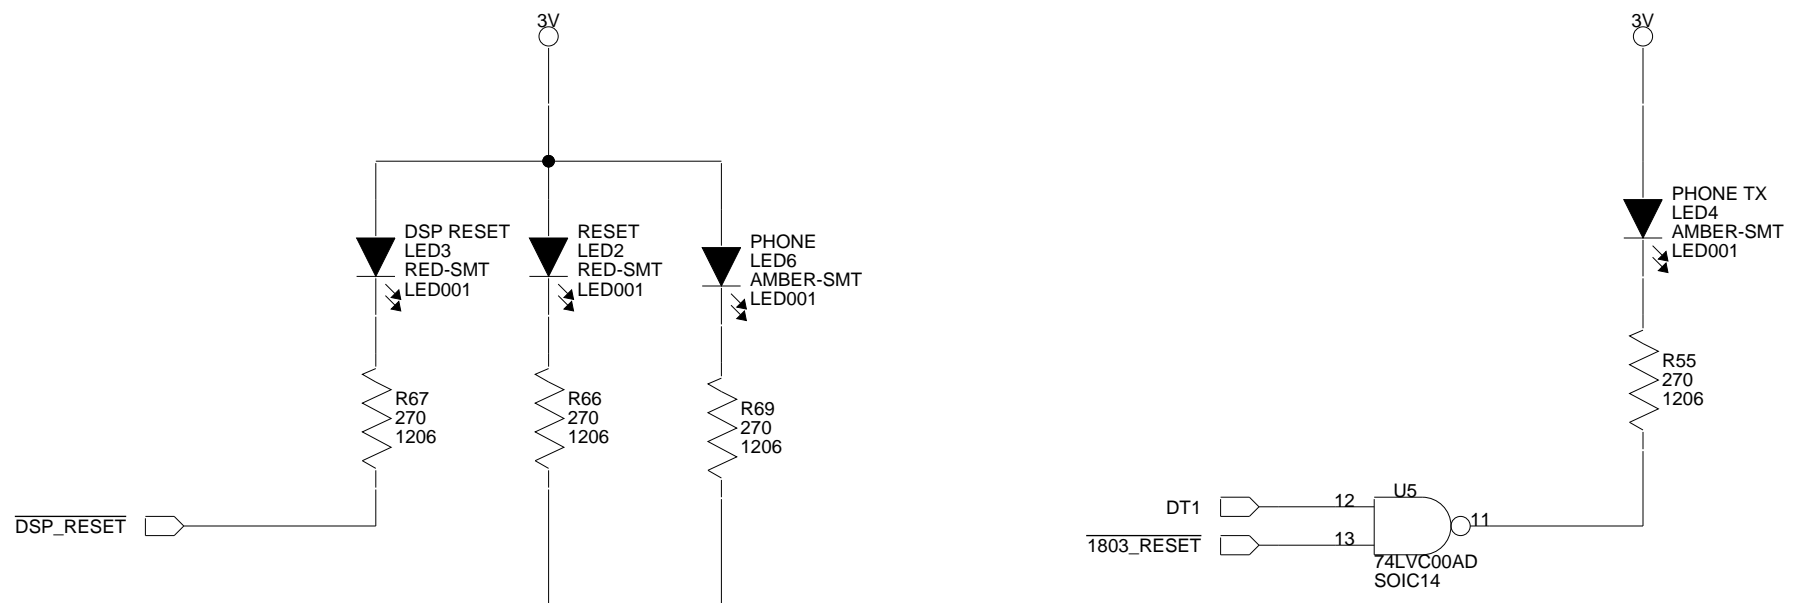 3V
3V
DSP RESET
LED3
RED-SMT
LED001
RESET
LED2
RED-SMT
LED001
PHONE
LED6
AMBER-SMT
LED001
PHONE TX
LED4
AMBER-SMT
LED001
R67
270
1206
R66
270
1206
R69
270
1206
R55
270
1206
DSP_RESET
DT1
12
U5
11
1803_RESET
13
74LVC00AD
SOIC14